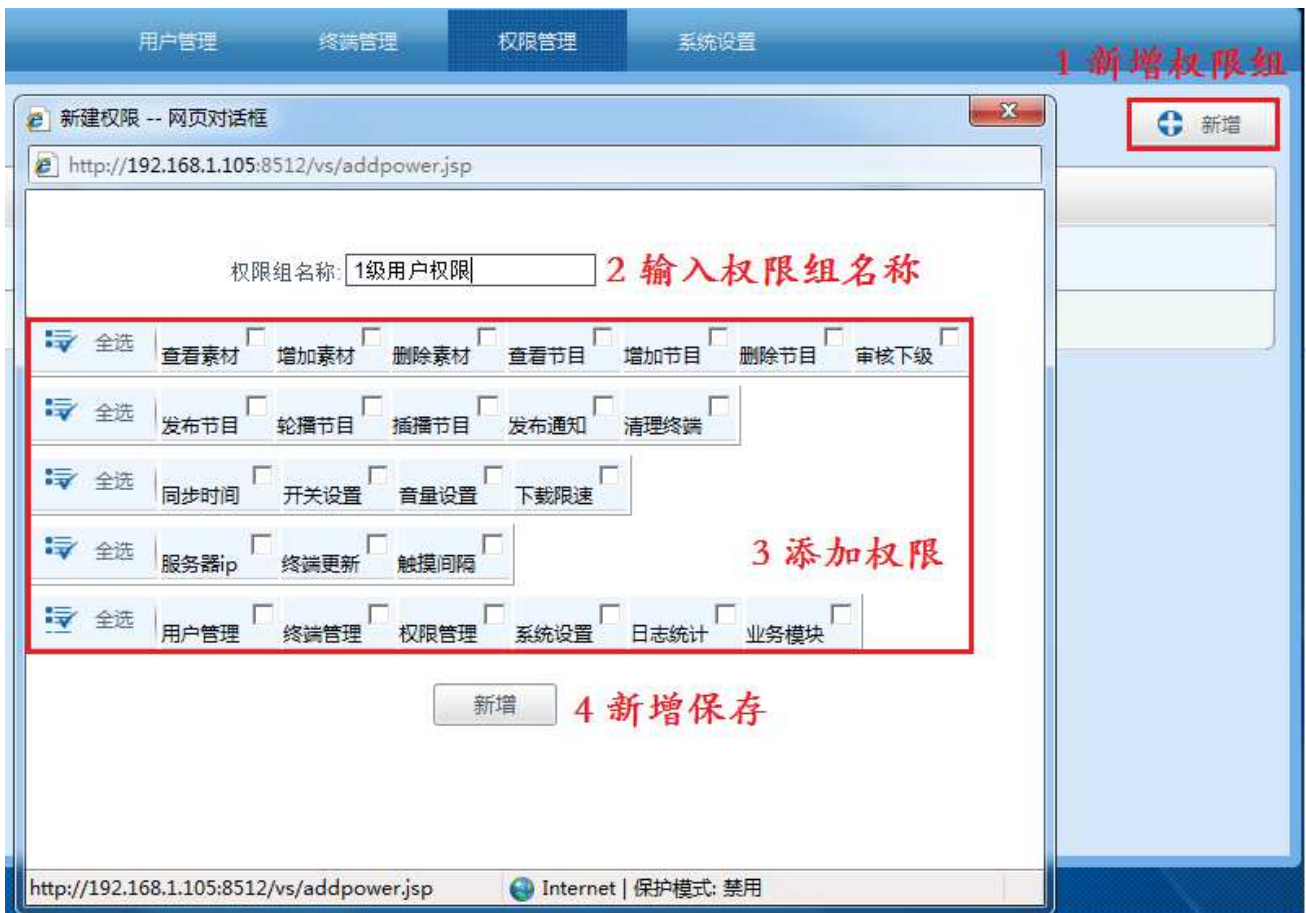 用户管理 终端管理 权限管理 系统设置
1 新增权限组
新建权限 -- 网页对话框
新增
http://192.168.1.105:8512/vs/addpower.jsp
权限组名称: 1级用户权限 2 输入权限组名称
全选 查看素材 增加素材 删除素材 查看节目 增加节目 删除节目 审核下级
全选 发布节目 轮播节目 插播节目 发布通知 清理终端
全选 同步时间 开关设置 音量设置 下载限速
全选 服务器ip 终端更新 触摸间隔 3 添加权限
全选 用户管理 终端管理 权限管理 系统设置 日志统计 业务模块
新增 4 新增保存
http://192.168.1.105:8512/vs/addpower.jsp Internet | 保护模式: 禁用